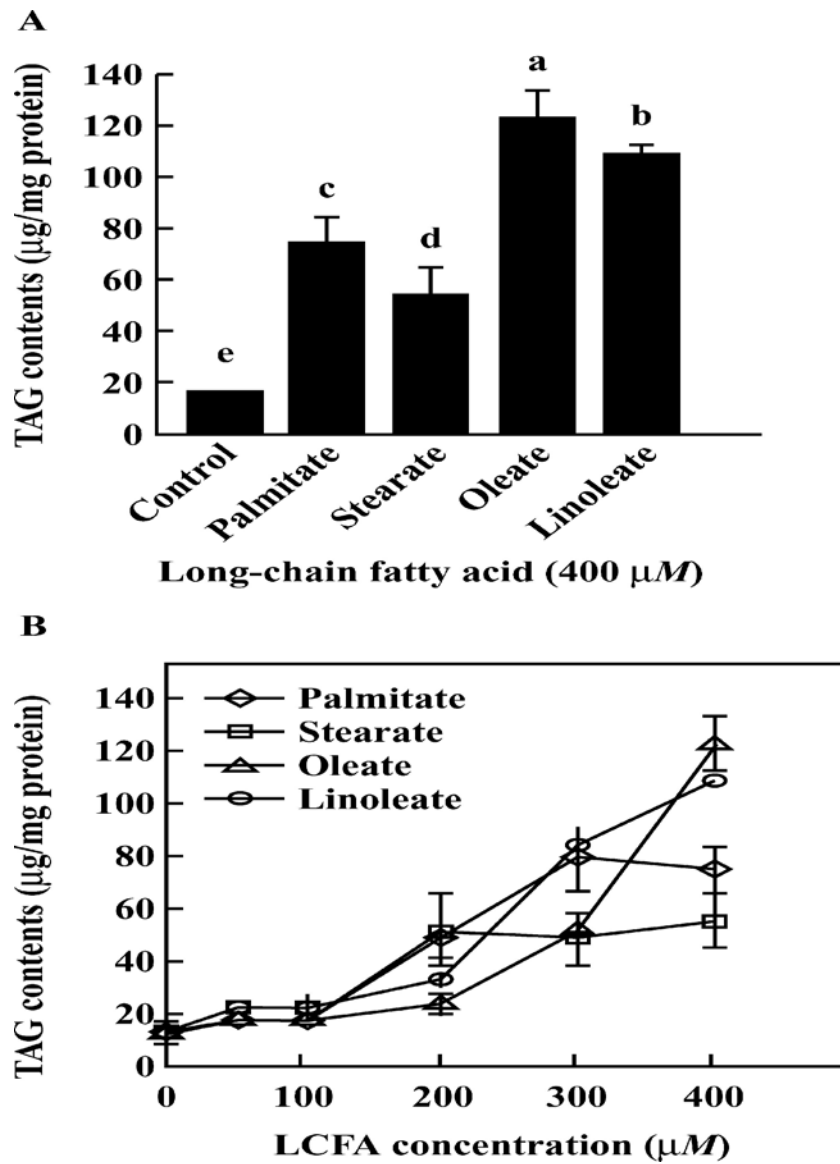 A
TAG contents (μg/mg protein)
140
120
100
80
60
40
20
0
e
c
d
a
b
Control
Palmitate
Stearate
Oleate
Linoleate
Long-chain fatty acid (400 μM)
B
TAG contents (μg/mg protein)
140
120
100
80
60
40
20
0
Palmitate
Stearate
Oleate
Linoleate
0 100 200 300 400
LCFA concentration (μM)